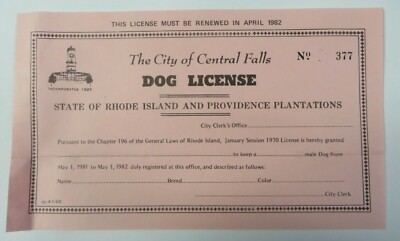 THIS LICENSE MUST BE RENEWED IN APRIL 1982
The City of Central Falls
Nº 377
DOG LICENSE
INCORPORATED 1895
STATE OF RHODE ISLAND AND PROVIDENCE PLANTATIONS
City Clerk's Office
Pursuant to the Chapter 196 of the General Laws of Rhode Island, January Session 1970 License is hereby granted
to keep a male Dog from
May 1, 1981 to May 1, 1982 duly registered at this office, and described as follows:
Name Breed Color
City Clerk